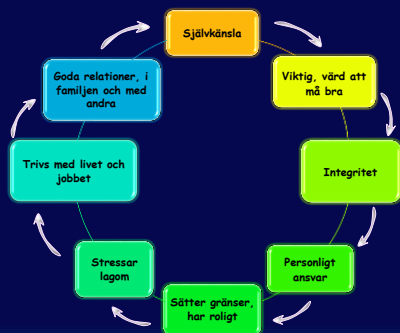 Självkänsla
Viktig, värd att
må bra
Integritet
Personligt
ansvar
Sätter gränser,
har roligt
Stressar
lagom
Trivs med livet och
jobbet
Goda relationer, i
familjen och med
andra